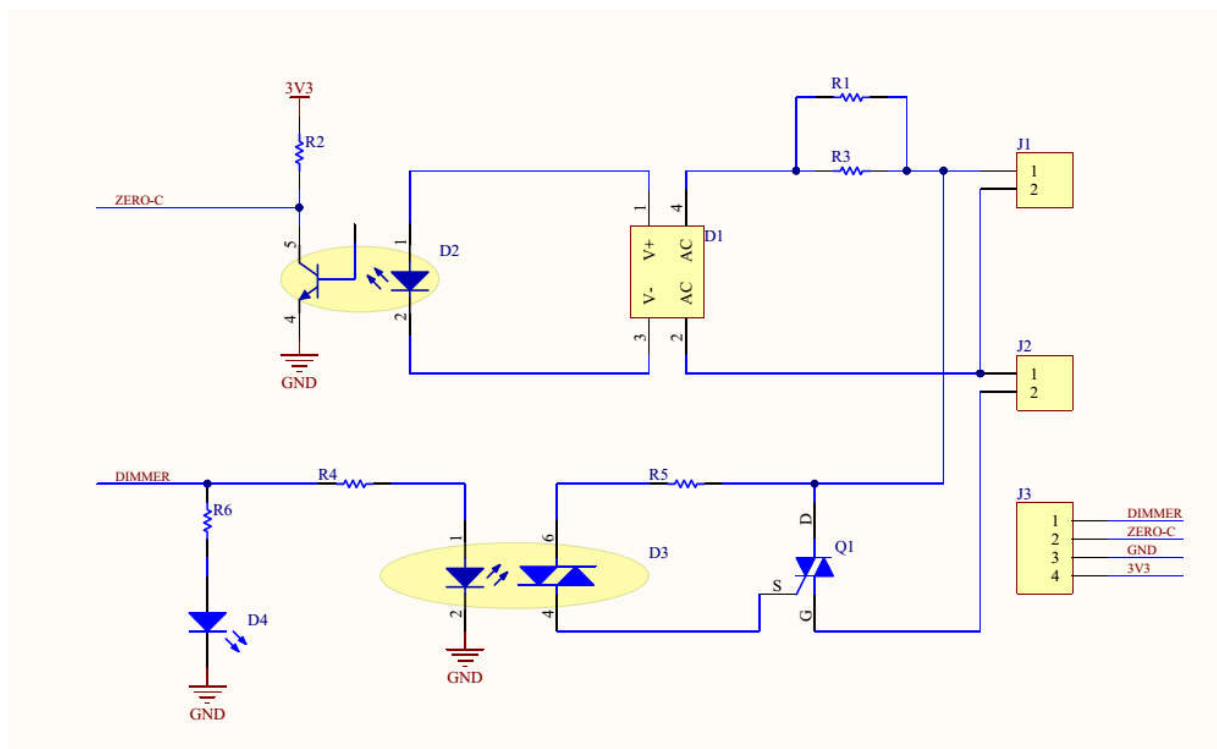 R1
3V3
R2
R3
J1
1
2
ZERO-C
5
1
D2
1
4
D1
V+
AC
V-
AC
4
2
3
2
GND
J2
1
2
DIMMER
R4
R5
R6
J3
1
DIMMER
2
ZERO-C
3
GND
4
3V3
D
1
6
D3
Q1
S
2
4
G
D4
GND
GND